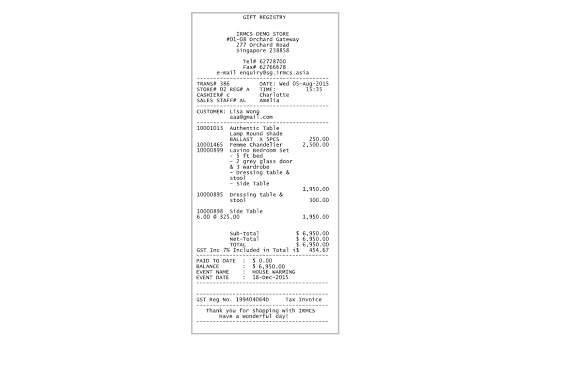 GIFT REGISTRY
IRMCS DEMO STORE
#01-08 Orchard Gateway
277 Orchard Road
Singapore 238858
Tel# 62728700
Fax# 62766678
e-mail enquiry@sg.irmcs.asia
TRANS# 386 DATE: Wed 05-Aug-2015
STORE# DZ REG# A TIME: 15:35
CASHIER# c Charlotte
SALES STAFF# AL Amelia
CUSTOMER: Lisa Wong
aaa@gmail.com
10001013 Authentic Table
Lamp Round shade
BALLAST X 5PCS 250.00
10001465 Femme Chandelier 2,500.00
10000899 Lavino Bedroom Set
- 5 ft bed
- 2 grey glass door
& 3 wardrobe
- Dressing table &
stool
- Side Table
1,950.00
10000895 Dressing table &
stool 300.00
10000898 Side Table
6.00 @ 325.00 1,950.00
Sub-total $ 6,950.00
Net-Total $ 6,950.00
TOTAL $ 6,950.00
GST Inc 7% Included in Total i$ 454.67
PAID TO DATE : $ 0.00
BALANCE : $ 6,950.00
EVENT NAME : HOUSE WARMING
EVENT DATE : 18-Dec-2015
GST Reg No. 199404064D Tax Invoice
Thank you for shopping with IRMCS
Have a wonderful day!